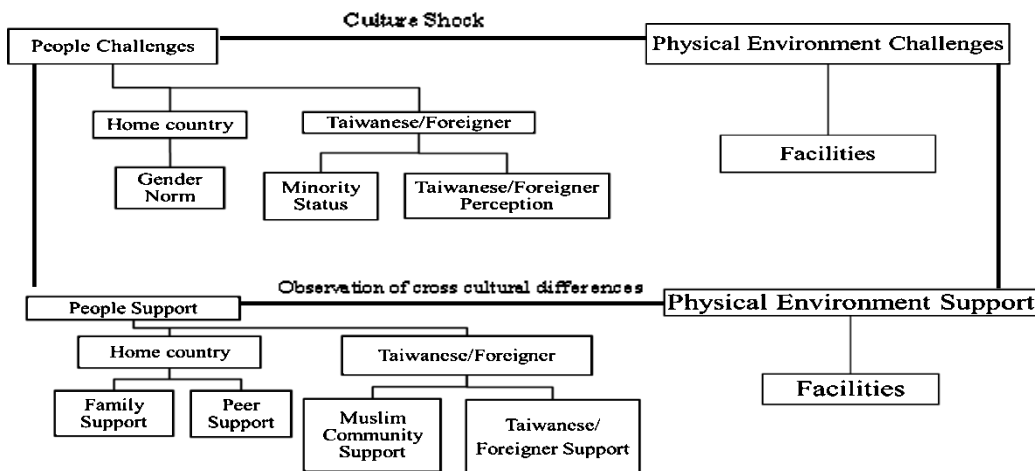 Culture Shock
People Challenges
Physical Environment Challenges
Home country
Taiwanese/Foreigner
Facilities
Gender
Norm
Minority
Status
Taiwanese/Foreigner
Perception
Observation of cross cultural differences
People Support
Physical Environment Support
Home country
Taiwanese/Foreigner
Facilities
Family
Support
Peer
Support
Muslim
Community
Support
Taiwanese/
Foreigner Support